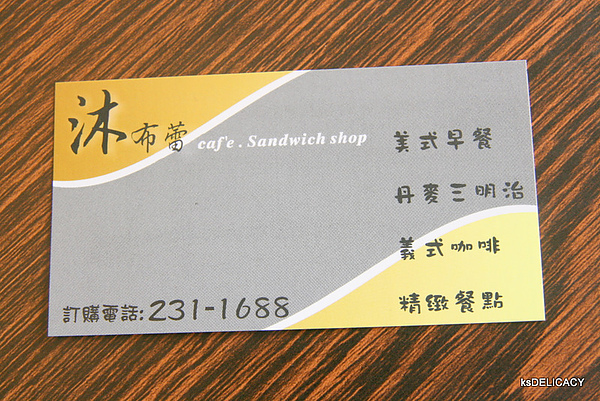 沐布蕾 caf'e . Sandwich shop
美式早餐
丹麥三明治
義式咖啡
精緻餐點
訂購電話:231-1688
ksDELICACY